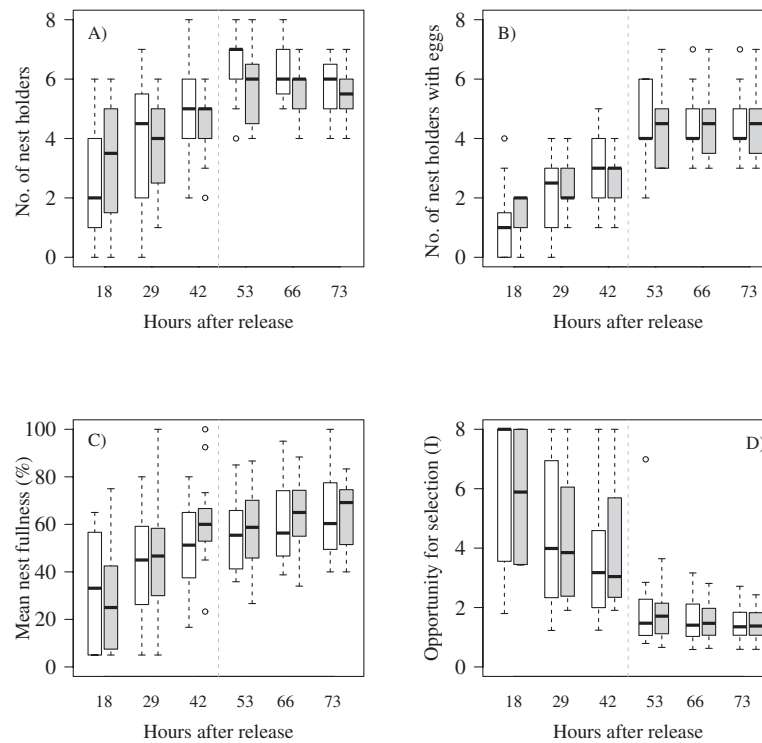 A)
No. of nest holders
8
6
4
2
0
18 29 42 53 66 73
Hours after release
B)
No. of nest holders with eggs
8
6
4
2
0
18 29 42 53 66 73
Hours after release
C)
Mean nest fullness (%)
100
80
60
40
20
0
18 29 42 53 66 73
Hours after release
D)
Opportunity for selection (I)
8
6
4
2
0
18 29 42 53 66 73
Hours after release